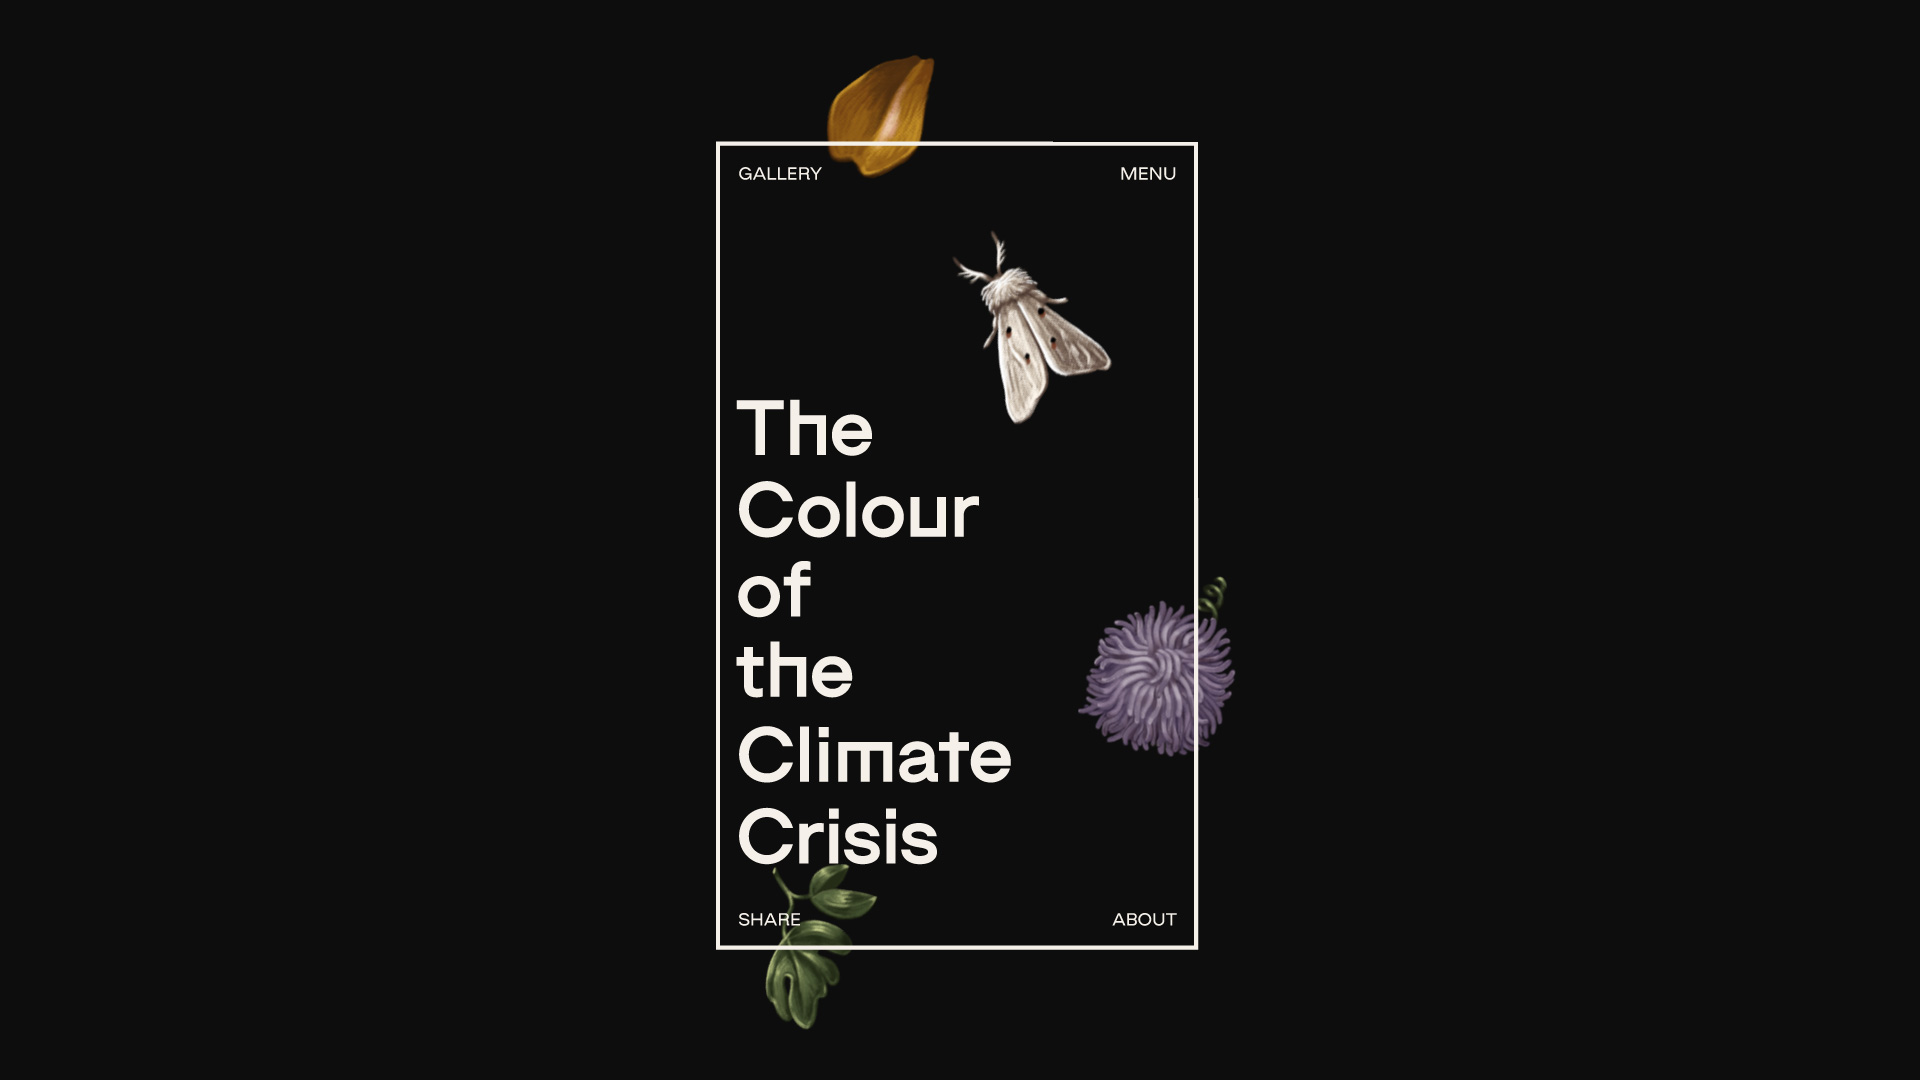 GALLERY MENU
The
Colour
of
the
Climate
Crisis
SHARE ABOUT